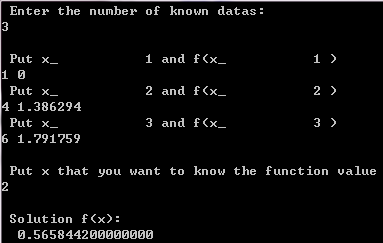 Enter the number of known datas:
3
Put x_ 1 and f(x_ 1 )
1 0
Put x_ 2 and f(x_ 2 )
4 1.386294
Put x_ 3 and f(x_ 3 )
6 1.791759
Put x that you want to know the function value
2
Solution f(x):
0.565844200000000